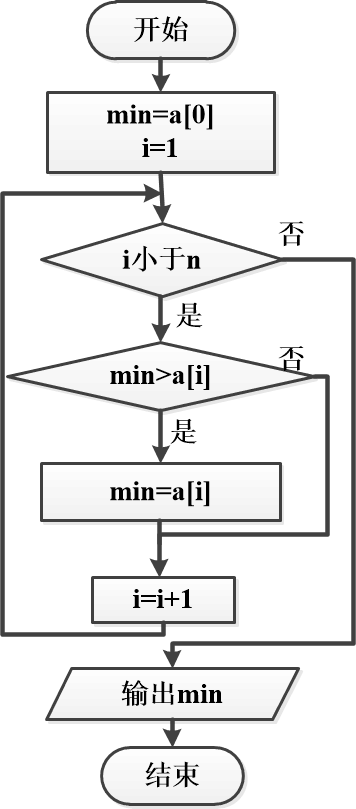 开始
min=a[0]
i=1
否
i小于n
是
否
min>a[i]
是
min=a[i]
i=i+1
输出min
结束